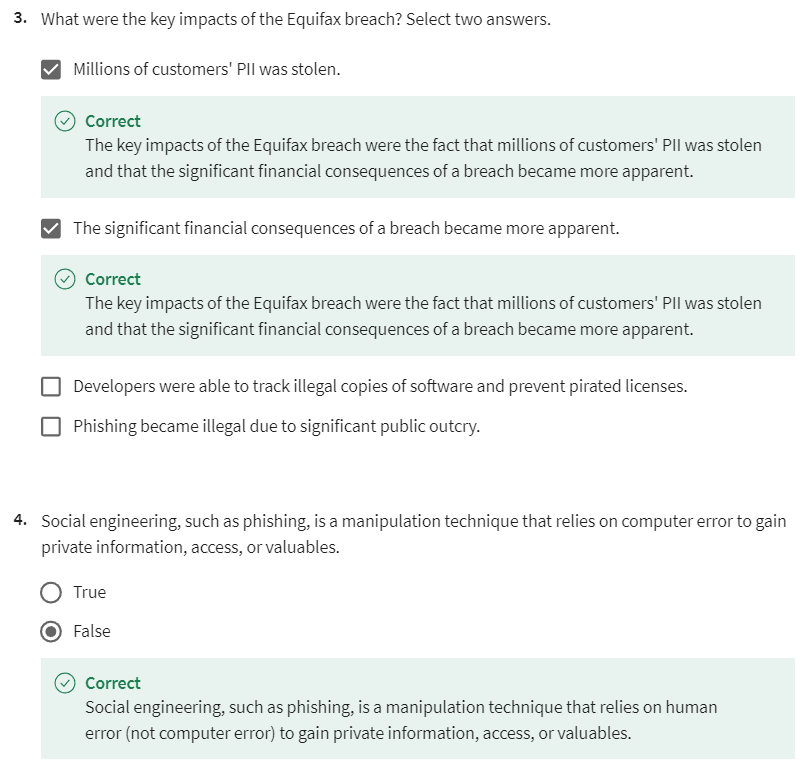 3. What were the key impacts of the Equifax breach? Select two answers.
Millions of customers' PII was stolen.
Correct
The key impacts of the Equifax breach were the fact that millions of customers' PII was stolen
and that the significant financial consequences of a breach became more apparent.
The significant financial consequences of a breach became more apparent.
Correct
The key impacts of the Equifax breach were the fact that millions of customers' PII was stolen
and that the significant financial consequences of a breach became more apparent.
Developers were able to track illegal copies of software and prevent pirated licenses.
Phishing became illegal due to significant public outcry.
4. Social engineering, such as phishing, is a manipulation technique that relies on computer error to gain
private information, access, or valuables.
True
False
Correct
Social engineering, such as phishing, is a manipulation technique that relies on human
error (not computer error) to gain private information, access, or valuables.